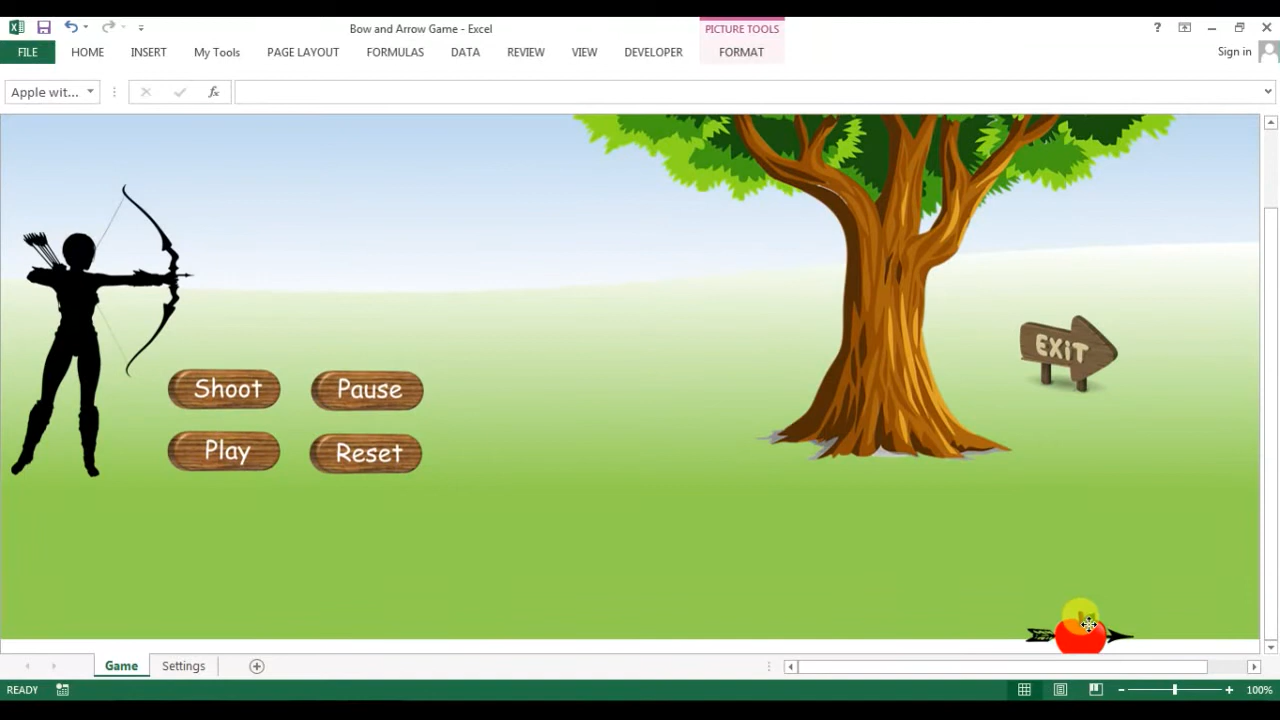 Bow and Arrow Game - Excel
PICTURE TOOLS
?
FILE HOME INSERT My Tools PAGE LAYOUT FORMULAS DATA REVIEW VIEW DEVELOPER FORMAT Sign in
Apple wit... fx
EXiT
Shoot Pause
Play Reset
Game Settings
READY 100%